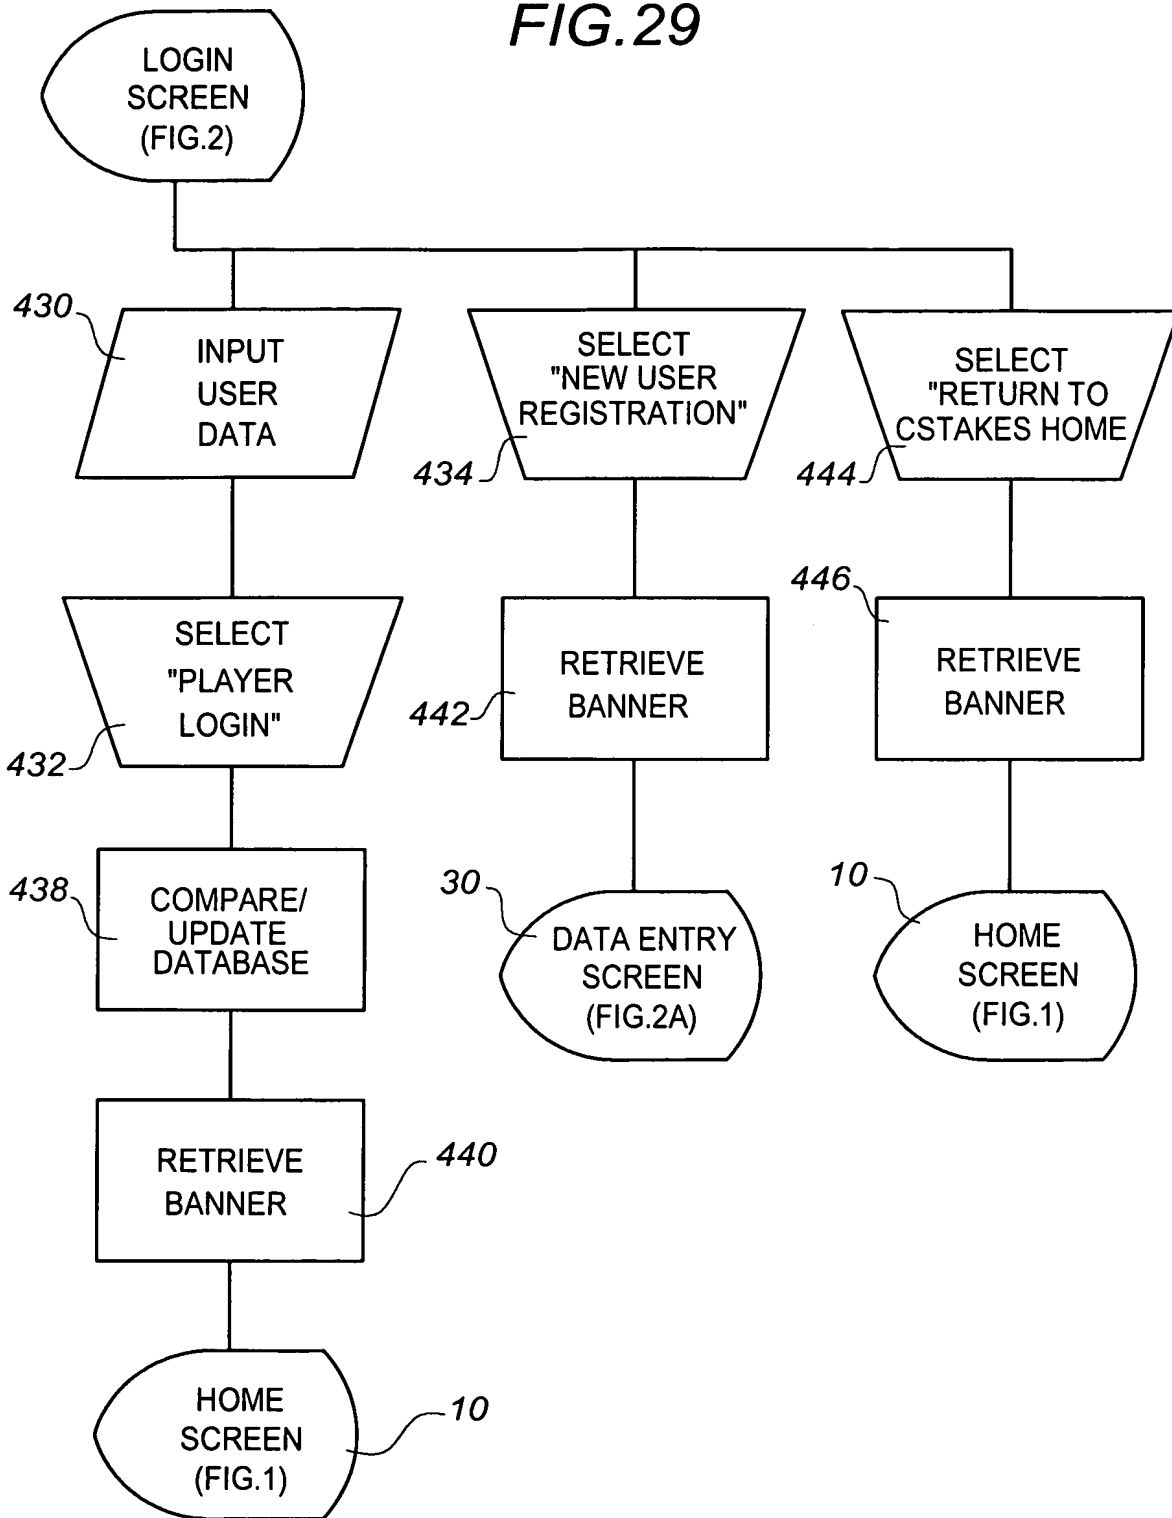 FIG.29
LOGIN
SCREEN
(FIG.2)
430
INPUT
USER
DATA
SELECT
"NEW USER
REGISTRATION"
434
SELECT
"RETURN TO
CSTAKES HOME
444
SELECT
"PLAYER
LOGIN"
432
RETRIEVE
BANNER
442
446
RETRIEVE
BANNER
438
COMPARE/
UPDATE
DATABASE
30
DATA ENTRY
SCREEN
(FIG.2A)
10
HOME
SCREEN
(FIG.1)
RETRIEVE
BANNER
440
HOME
SCREEN
(FIG.1)
10